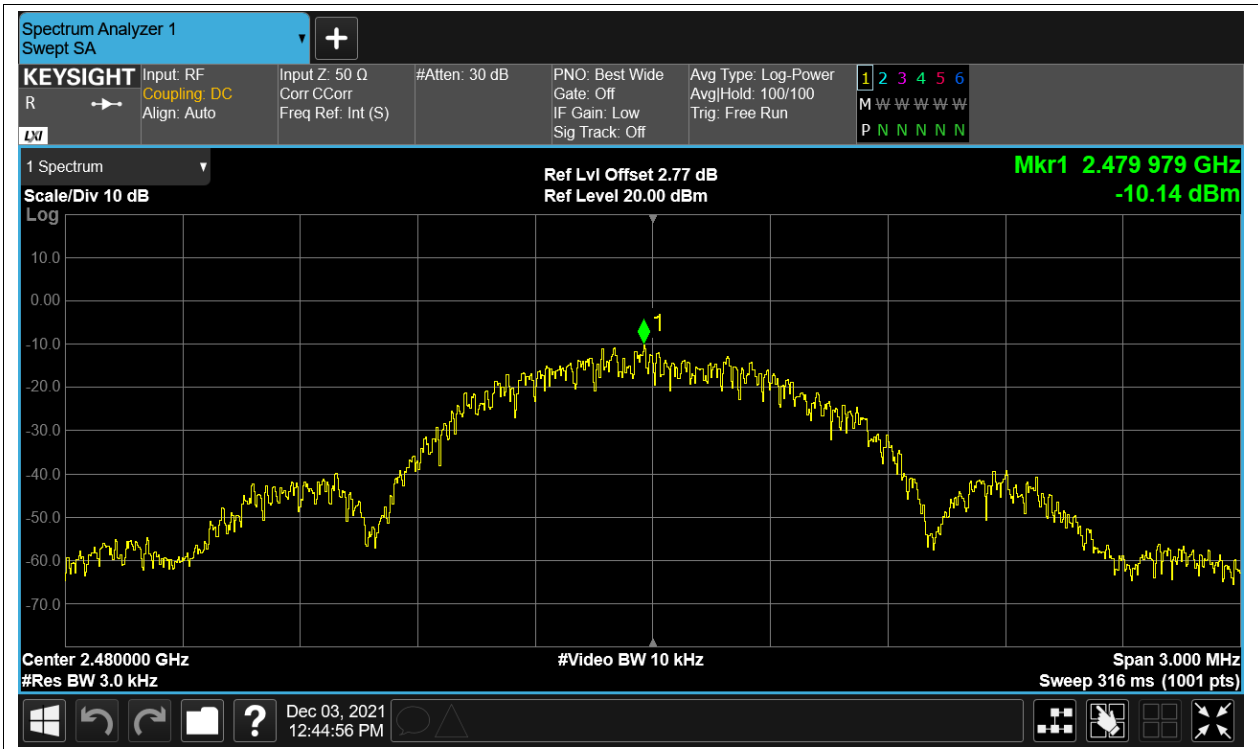 Spectrum Analyzer 1
Swept SA
KEYSIGHT
R
LXI
Input: RF
Coupling: DC
Align: Auto
Input Z: 50 Ω
Corr CCorr
Freq Ref: Int (S)
#Atten: 30 dB
PNO: Best Wide
Gate: Off
IF Gain: Low
Sig Track: Off
Avg Type: Log-Power
Avg|Hold: 100/100
Trig: Free Run
1 2 3 4 5 6
M W W W W W
P N N N N N
1 Spectrum
Scale/Div 10 dB
Log
Ref Lvl Offset 2.77 dB
Ref Level 20.00 dBm
Mkr1 2.479 979 GHz
-10.14 dBm
10.0
0.00
-10.0
-20.0
-30.0
-40.0
-50.0
-60.0
-70.0
1
Center 2.480000 GHz
#Res BW 3.0 kHz
#Video BW 10 kHz
Span 3.000 MHz
Sweep 316 ms (1001 pts)
?
Dec 03, 2021
12:44:56 PM